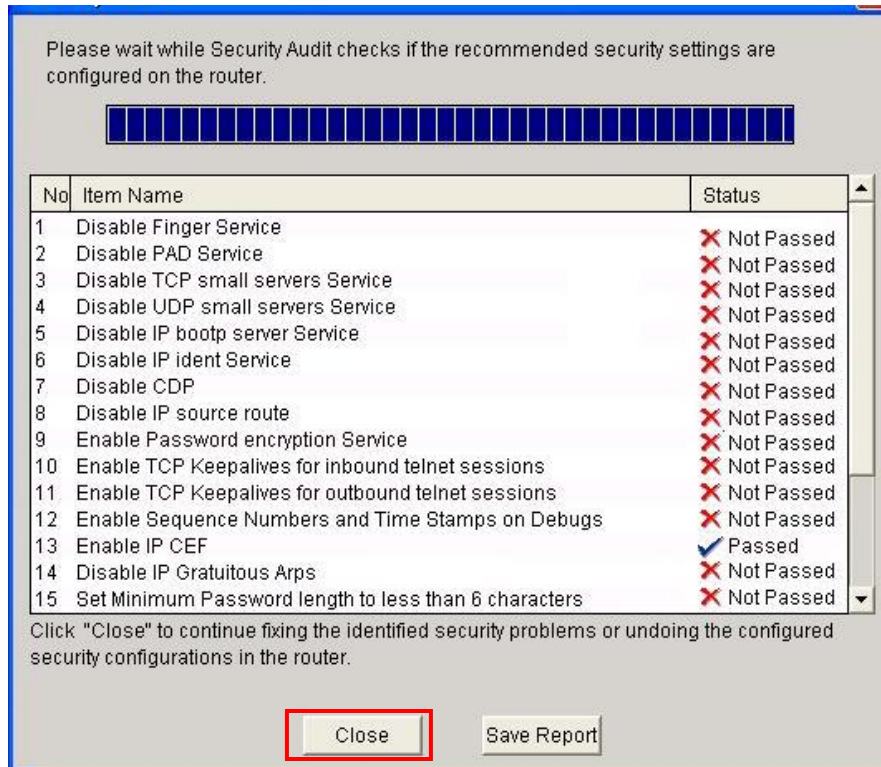 Please wait while Security Audit checks if the recommended security settings are
configured on the router.
No Item Name Status
1 Disable Finger Service Not Passed
2 Disable PAD Service Not Passed
3 Disable TCP small servers Service Not Passed
4 Disable UDP small servers Service Not Passed
5 Disable IP bootp server Service Not Passed
6 Disable IP ident Service Not Passed
7 Disable CDP Not Passed
8 Disable IP source route Not Passed
9 Enable Password encryption Service Not Passed
10 Enable TCP Keepalives for inbound telnet sessions Not Passed
11 Enable TCP Keepalives for outbound telnet sessions Not Passed
12 Enable Sequence Numbers and Time Stamps on Debugs Not Passed
13 Enable IP CEF Passed
14 Disable IP Gratuitous Arps Not Passed
15 Set Minimum Password length to less than 6 characters Not Passed
Click "Close" to continue fixing the identified security problems or undoing the configured
security configurations in the router.
Close Save Report